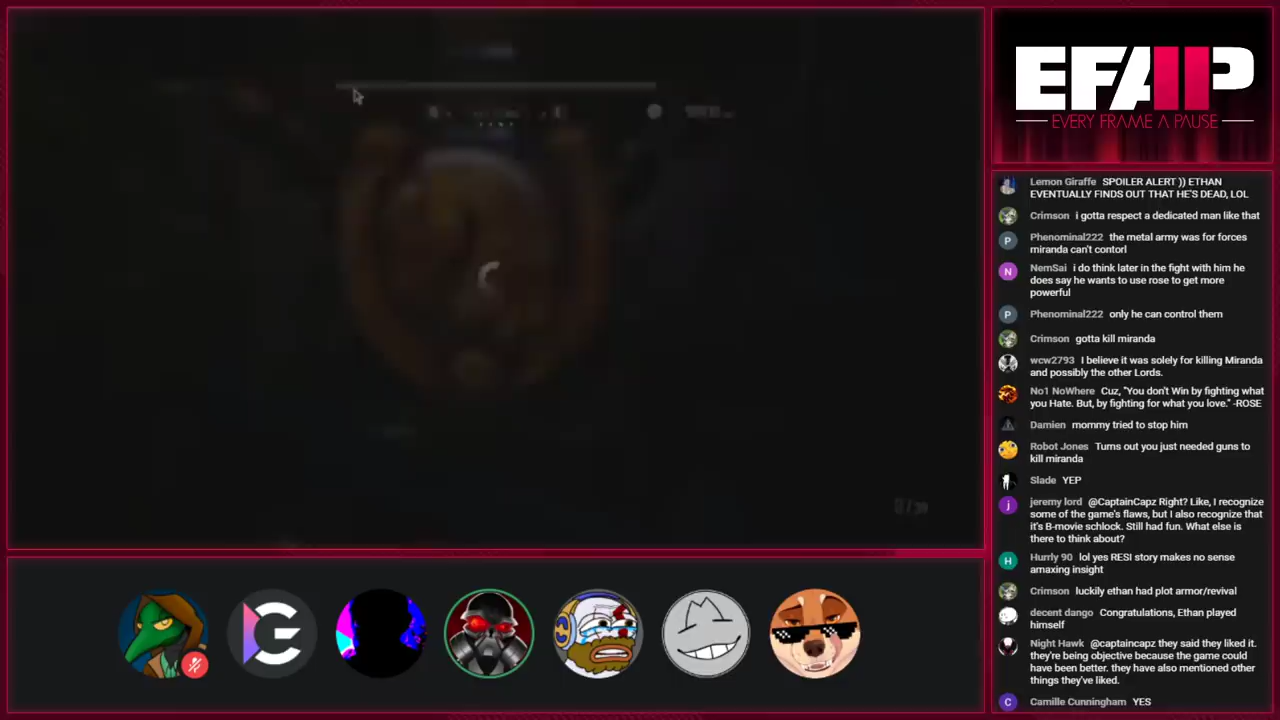 EFAP
EVERY FRAME A PAUSE
Lemon Giraffe SPOILER ALERT )) ETHAN
EVENTUALLY FINDS OUT THAT HE'S DEAD, LOL
Crimson i gotta respect a dedicated man like that
P
Phenominal222 the metal army was for forces
miranda can't contorl
N
NemSai i do think later in the fight with him he
does say he wants to use rose to get more
powerful
P
Phenominal222 only he can control them
Crimson gotta kill miranda
wcw2793 I believe it was solely for killing Miranda
and possibly the other Lords.
No1 NoWhere Cuz, "You don't Win by fighting what
you Hate. But, by fighting for what you love." -ROSE
Damien mommy tried to stop him
Robot Jones Turns out you just needed guns to
kill miranda
Slade YEP
j
jeremy lord @CaptainCapz Right? Like, I recognize
some of the game's flaws, but I also recognize that
it's B-movie schlock. Still had fun. What else is
there to think about?
H
Hurrly 90 lol yes RESI story makes no sense
amaxing insight
Crimson luckily ethan had plot armor/revival
decent dango Congratulations, Ethan played
himself
Night Hawk @captaincapz they said they liked it.
they're being objective because the game could
have been better. they have also mentioned other
things they've liked.
C
Camille Cunningham YES